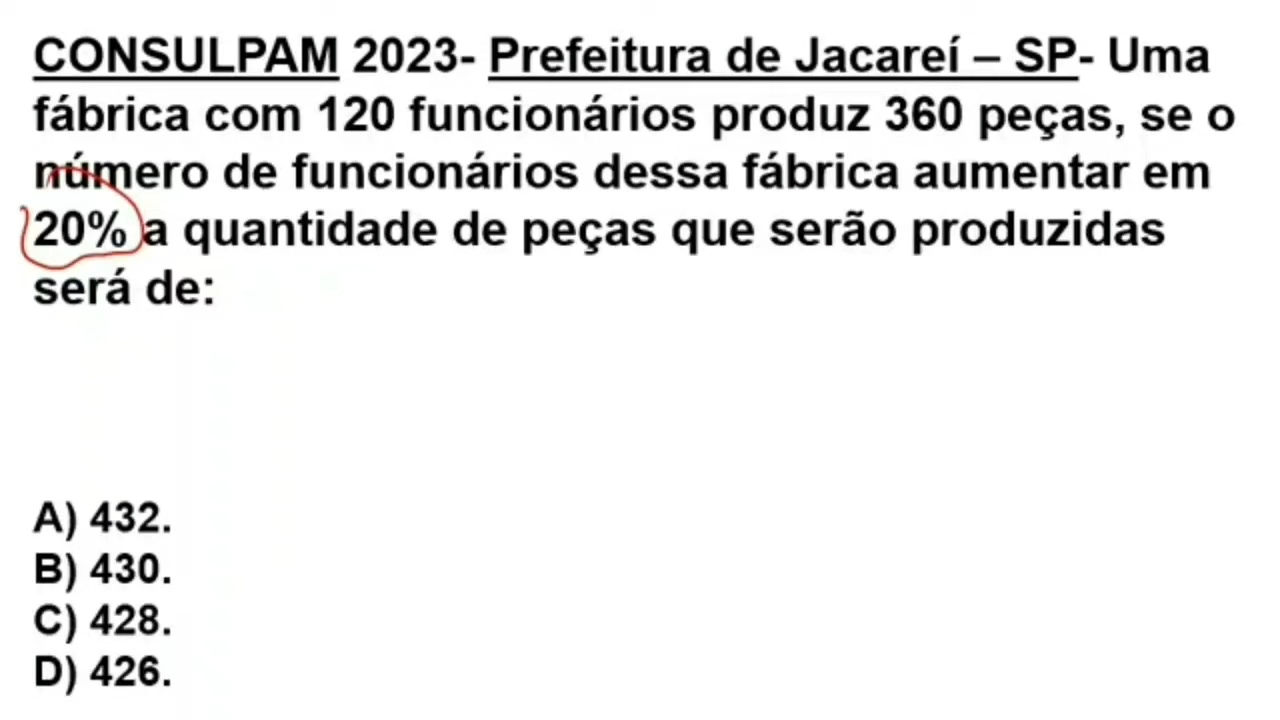 CONSULPAM 2023- Prefeitura de Jacareí – SP- Uma
fábrica com 120 funcionários produz 360 peças, se o
número de funcionários dessa fábrica aumentar em
20% a quantidade de peças que serão produzidas
será de:
A) 432.
B) 430.
C) 428.
D) 426.